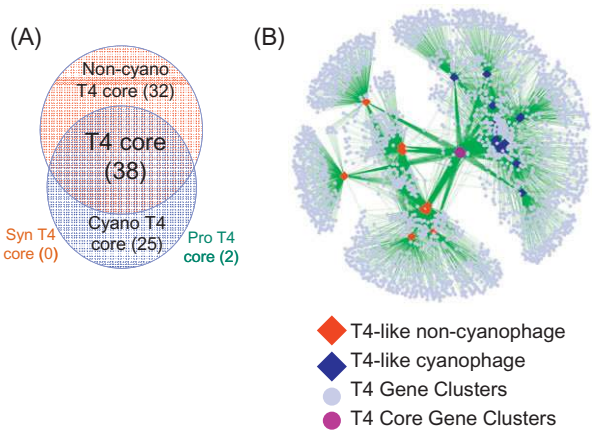 (A)
Non-cyano
T4 core (32)
T4 core
(38)
Cyano T4
core (25)
Syn T4
core (0)
Pro T4
core (2)
(B)
T4-like non-cyanophage
T4-like cyanophage
T4 Gene Clusters
T4 Core Gene Clusters